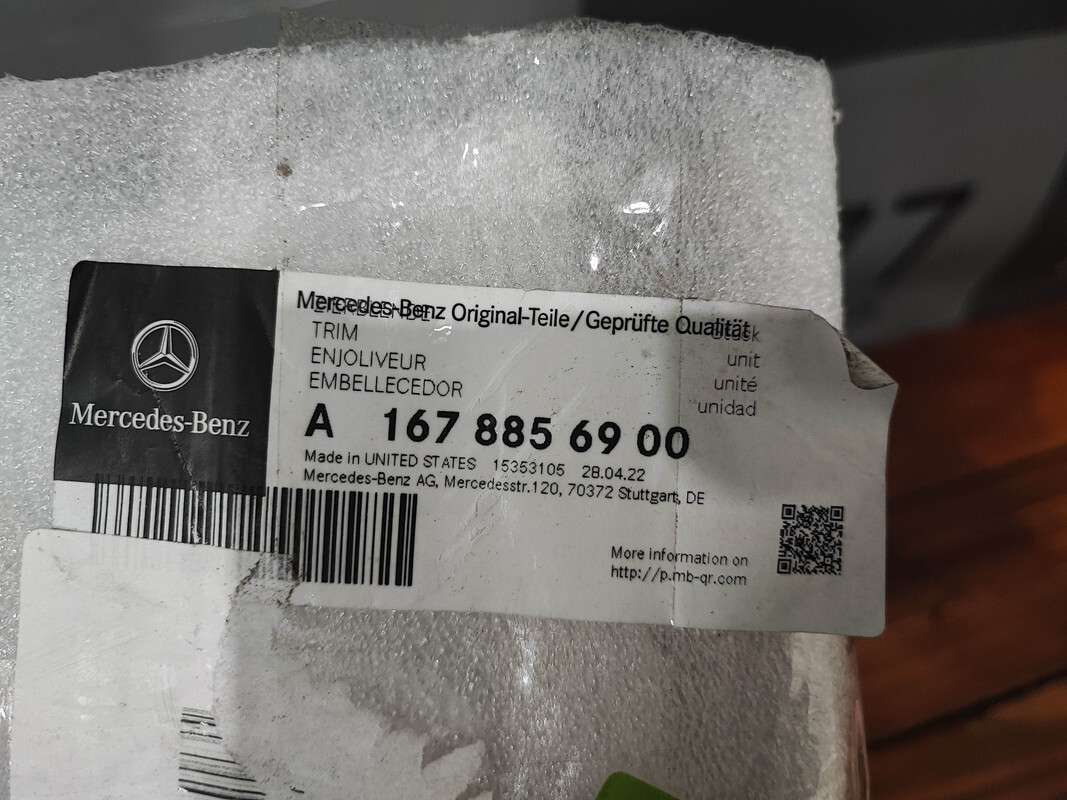 Mercedes-Benz
Mercedes-Benz Original-Teile/Geprüfte Qualität
ZIERBLENDE
Stück
TRIM
unit
ENJOLIVEUR
unité
EMBELLECEDOR
unidad
A 167 885 69 00
Made in UNITED STATES 15353105 28.04.22
Mercedes-Benz AG, Mercedesstr.120, 70372 Stuttgart, DE
More information on
http://p.mb-qr.com